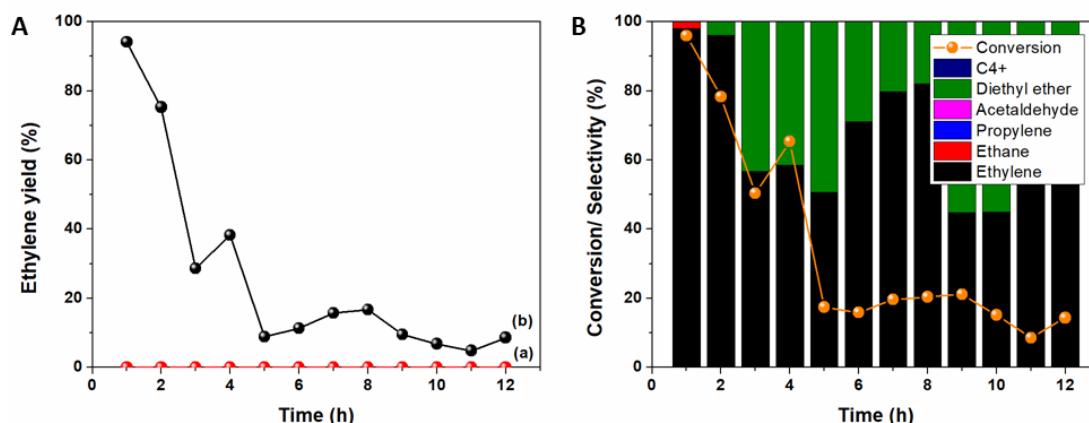 A
Ethylene yield (%)
100
80
60
40
20
0
0 2 4 6 8 10 12
Time (h)
(b)
(a)
B
Conversion/ Selectivity (%)
100
80
60
40
20
0
0 2 4 6 8 10 12
Time (h)
Conversion
C4+
Diethyl ether
Acetaldehyde
Propylene
Ethane
Ethylene